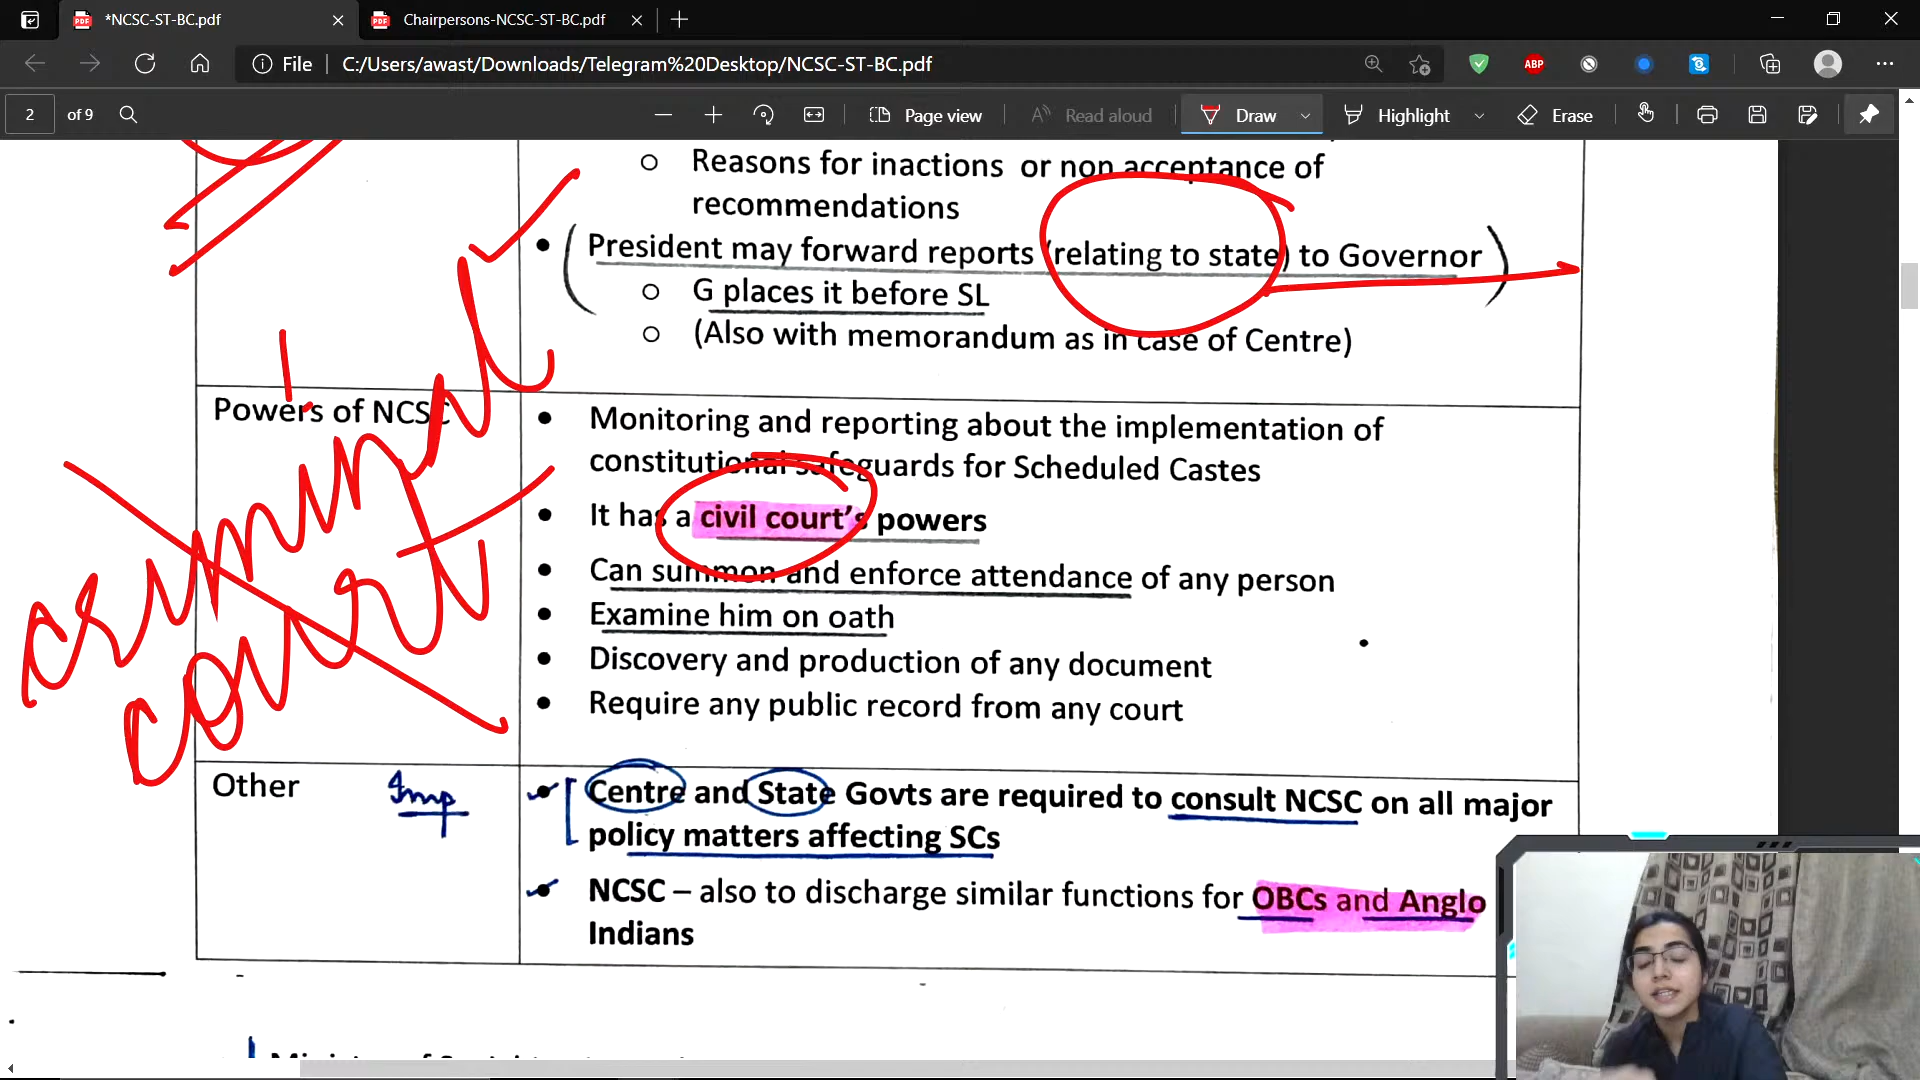 *NCSC-ST-BC.pdf
Chairpersons-NCSC-ST-BC.pdf
File
C:/Users/awast/Downloads/Telegram%20Desktop/NCSC-ST-BC.pdf
2 of 9
Page view
Read aloud
Draw
Highlight
Erase
ABP
Reasons for inactions or non acceptance of
recommendations
President may forward reports (relating to state) to Governor
G places it before SL
(Also with memorandum as in case of Centre)
Powers of NCSC
Monitoring and reporting about the implementation of
constitutional safeguards for Scheduled Castes
It has a civil court's powers
Can summon and enforce attendance of any person
Examine him on oath
Discovery and production of any document
Require any public record from any court
criminal
court
Other
Imp
Centre and State Govts are required to consult NCSC on all major
policy matters affecting SCs
NCSC – also to discharge similar functions for OBCs and Anglo
Indians